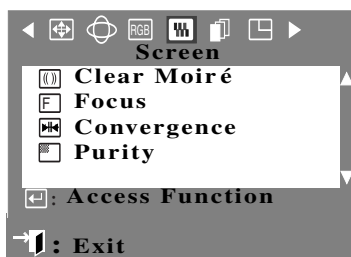 RGB
Screen
Clear Moiré
F Focus
Convergence
Purity
: Access Function
: Exit